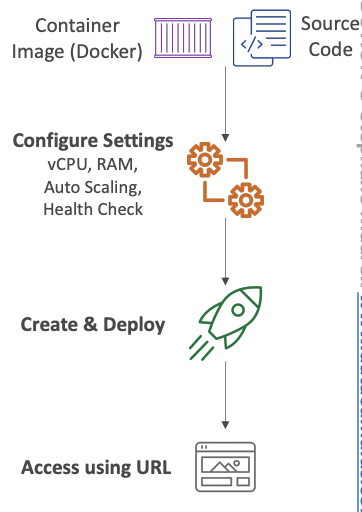 Container
Image (Docker)
Source
Code
</>
Configure Settings
vCPU, RAM,
Auto Scaling,
Health Check
Create & Deploy
Access using URL